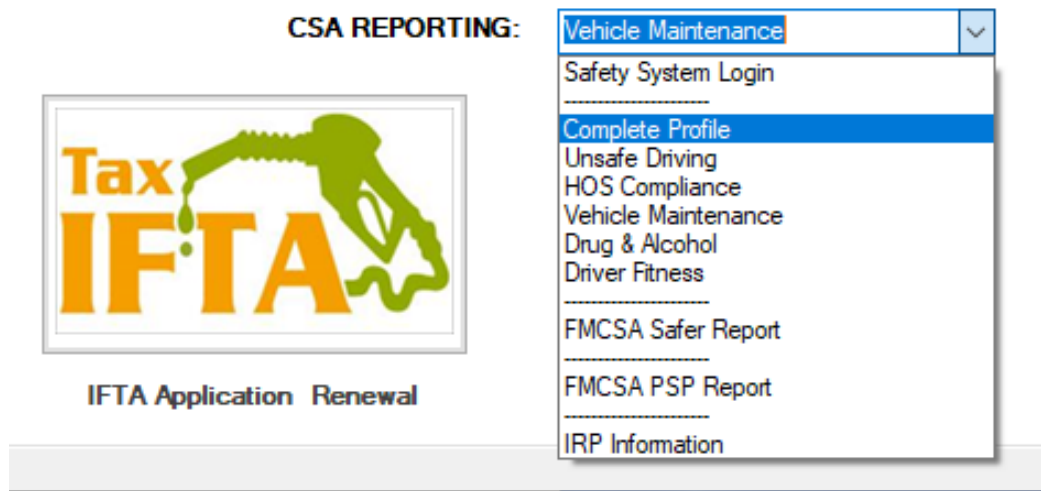 CSA REPORTING:
Vehicle Maintenance
Safety System Login
----------------------
Complete Profile
Unsafe Driving
HOS Compliance
Vehicle Maintenance
Drug & Alcohol
Driver Fitness
----------------------
FMCSA Safer Report
----------------------
FMCSA PSP Report
----------------------
IRP Information
Tax
IFTA
IFTA Application Renewal